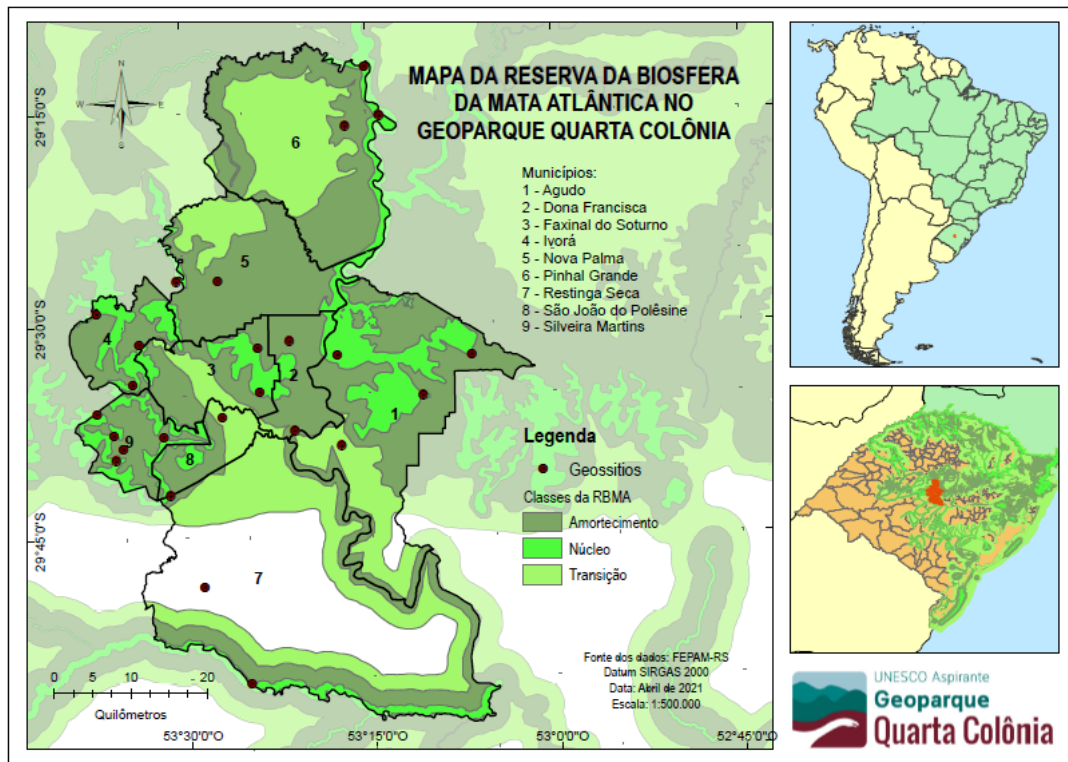 MAPA DA RESERVA DA BIOSFERA
DA MATA ATLÂNTICA NO
GEOPARQUE QUARTA COLÔNIA
N
W
E
S
Municípios:
1 - Agudo
2 - Dona Francisca
3 - Faxinal do Soturno
4 - Ivorá
5 - Nova Palma
6 - Pinhal Grande
7 - Restinga Seca
8 - São João do Polêsine
9 - Silveira Martins
6
5
4
3
2
1
9
8
7
Legenda
Geossitios
Classes da RBMA
Amortecimento
Núcleo
Transição
29°15'0"S
29°30'0"S
29°45'0"S
0 5 10 20
Quilômetros
Fonte dos dados: FEPAM-RS
Datum SIRGAS 2000
Data: Abril de 2021
Escala: 1:500.000
53°30'0"O
53°15'0"O
53°0'0"O
52°45'0"O
UNESCO Aspirante
Geoparque
Quarta Colônia